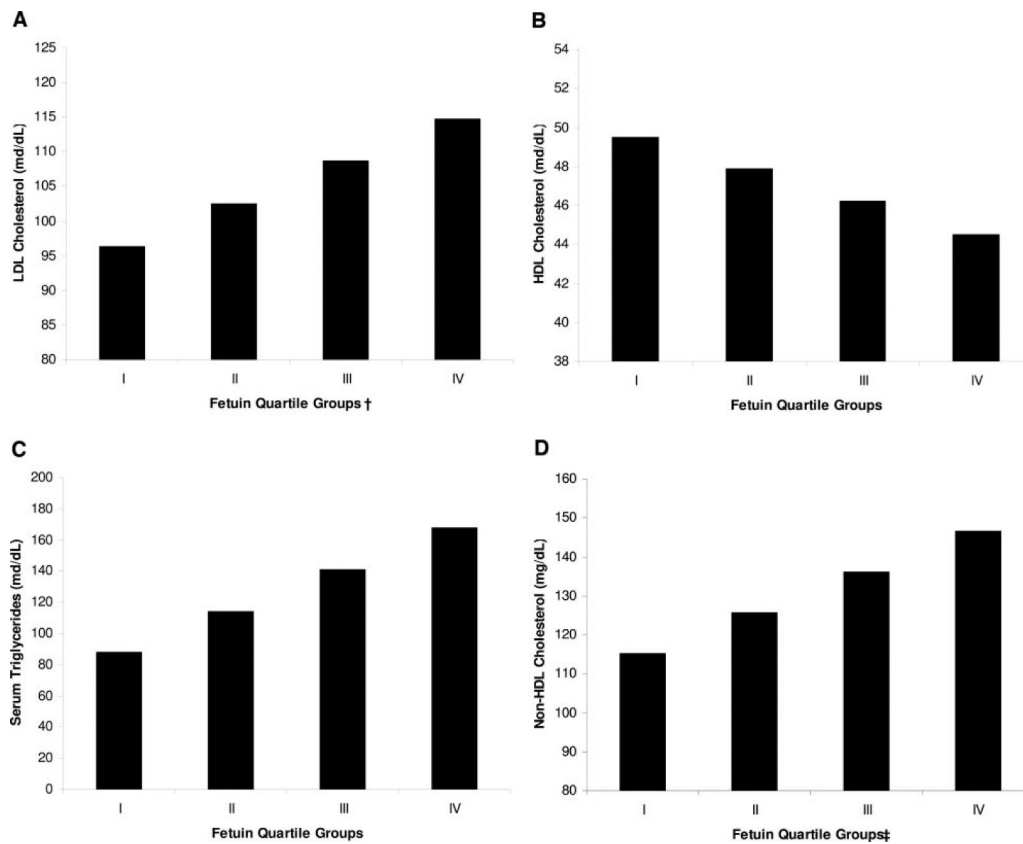 A
LDL Cholesterol (md/dL)
125
120
115
110
105
100
95
90
85
80
I II III IV
Fetuin Quartile Groups †
B
HDL Cholesterol (md/dL)
54
52
50
48
46
44
42
40
38
I II III IV
Fetuin Quartile Groups
C
Serum Triglycerides (md/dL)
200
180
160
140
120
100
80
60
40
20
0
I II III IV
Fetuin Quartile Groups
D
Non-HDL Cholesterol (mg/dL)
160
150
140
130
120
110
100
90
80
I II III IV
Fetuin Quartile Groups‡